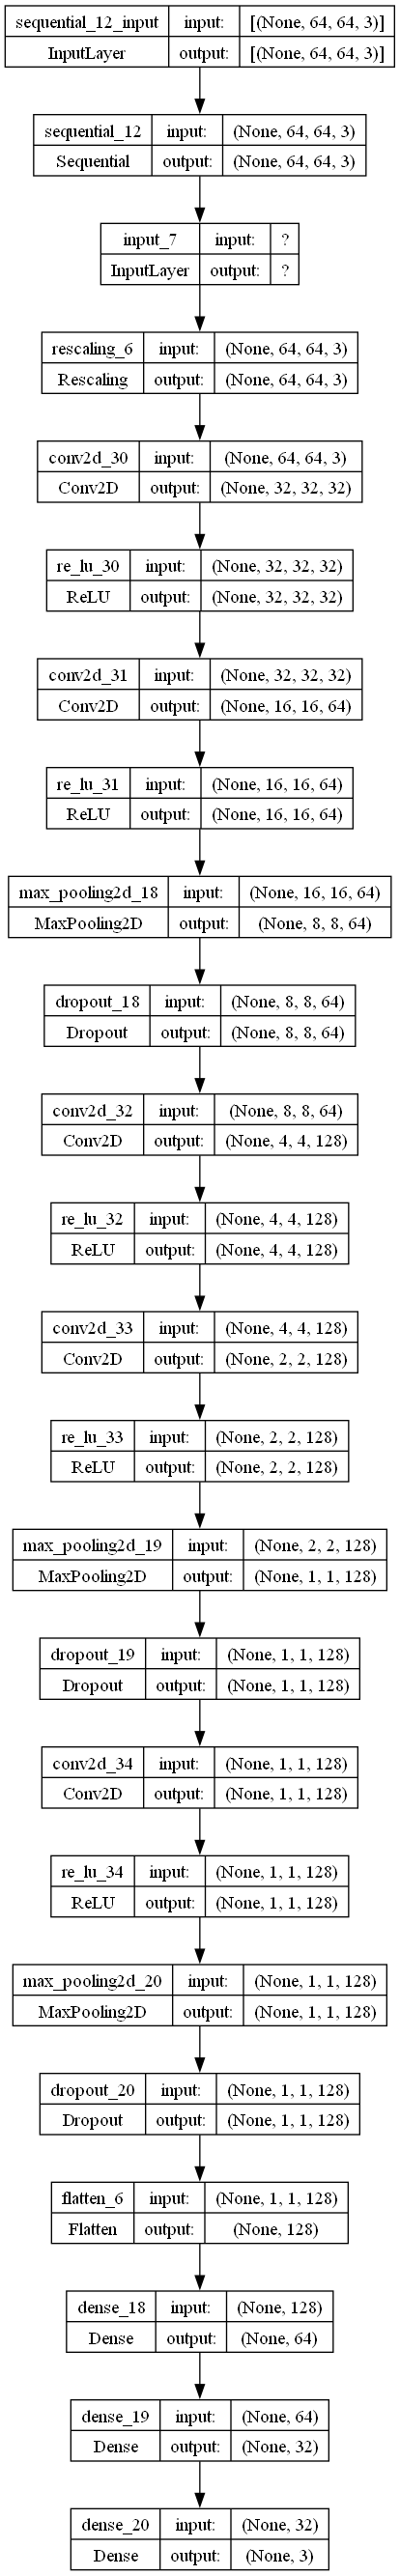 sequential_12_input input: [(None, 64, 64, 3)]
InputLayer output: [(None, 64, 64, 3)]
sequential_12 input: (None, 64, 64, 3)
Sequential output: (None, 64, 64, 3)
input_7 input: ?
InputLayer output: ?
rescaling_6 input: (None, 64, 64, 3)
Rescaling output: (None, 64, 64, 3)
conv2d_30 input: (None, 64, 64, 3)
Conv2D output: (None, 32, 32, 32)
re_lu_30 input: (None, 32, 32, 32)
ReLU output: (None, 32, 32, 32)
conv2d_31 input: (None, 32, 32, 32)
Conv2D output: (None, 16, 16, 64)
re_lu_31 input: (None, 16, 16, 64)
ReLU output: (None, 16, 16, 64)
max_pooling2d_18 input: (None, 16, 16, 64)
MaxPooling2D output: (None, 8, 8, 64)
dropout_18 input: (None, 8, 8, 64)
Dropout output: (None, 8, 8, 64)
conv2d_32 input: (None, 8, 8, 64)
Conv2D output: (None, 4, 4, 128)
re_lu_32 input: (None, 4, 4, 128)
ReLU output: (None, 4, 4, 128)
conv2d_33 input: (None, 4, 4, 128)
Conv2D output: (None, 2, 2, 128)
re_lu_33 input: (None, 2, 2, 128)
ReLU output: (None, 2, 2, 128)
max_pooling2d_19 input: (None, 2, 2, 128)
MaxPooling2D output: (None, 1, 1, 128)
dropout_19 input: (None, 1, 1, 128)
Dropout output: (None, 1, 1, 128)
conv2d_34 input: (None, 1, 1, 128)
Conv2D output: (None, 1, 1, 128)
re_lu_34 input: (None, 1, 1, 128)
ReLU output: (None, 1, 1, 128)
max_pooling2d_20 input: (None, 1, 1, 128)
MaxPooling2D output: (None, 1, 1, 128)
dropout_20 input: (None, 1, 1, 128)
Dropout output: (None, 1, 1, 128)
flatten_6 input: (None, 1, 1, 128)
Flatten output: (None, 128)
dense_18 input: (None, 128)
Dense output: (None, 64)
dense_19 input: (None, 64)
Dense output: (None, 32)
dense_20 input: (None, 32)
Dense output: (None, 3)